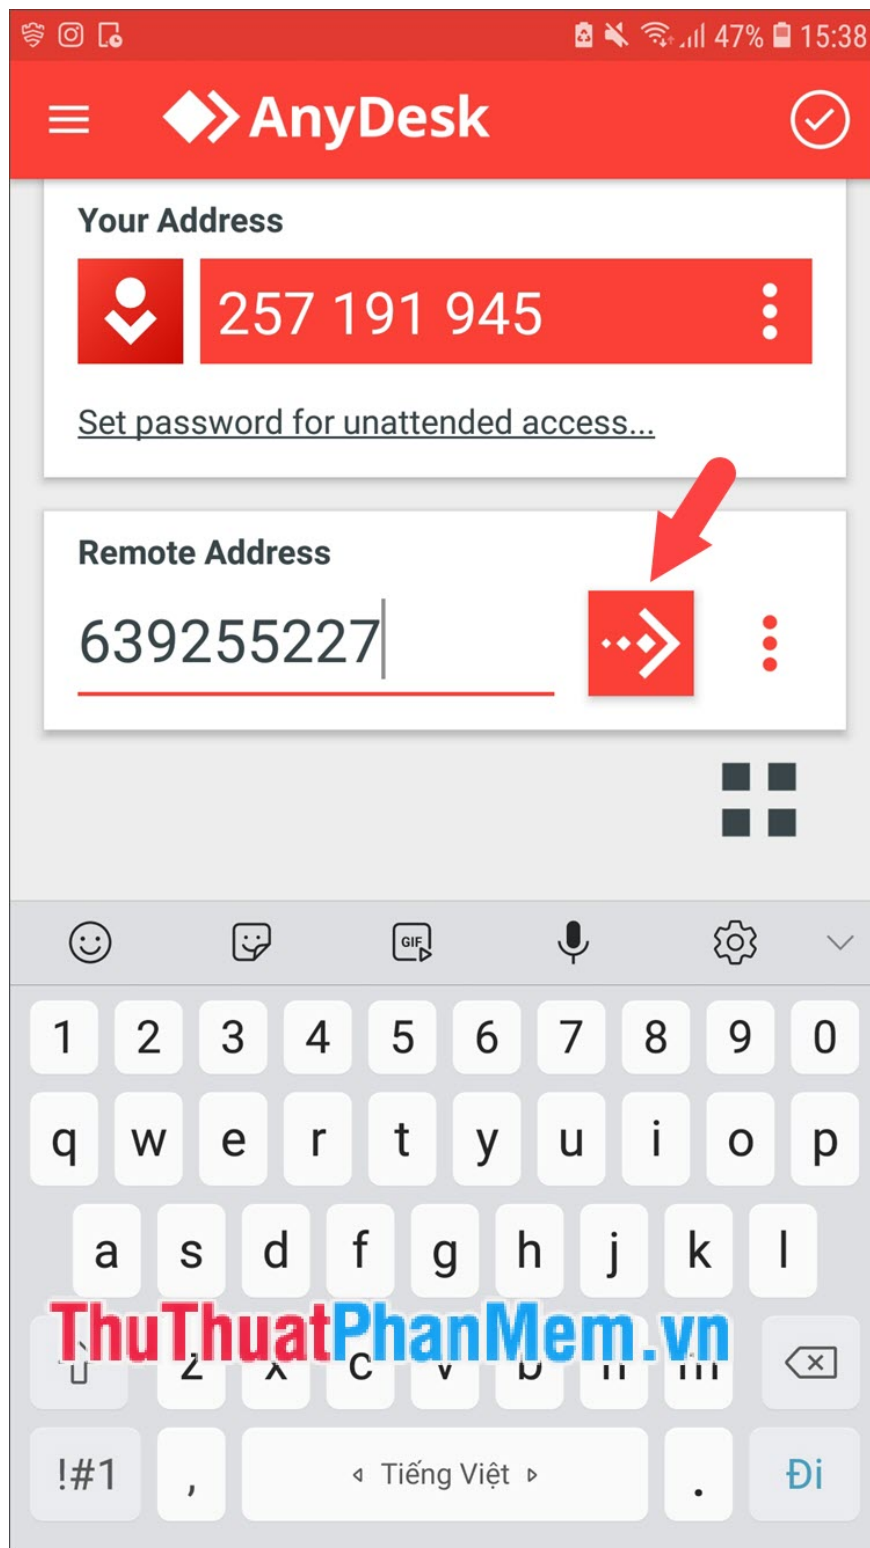 47% 15:38
AnyDesk
Your Address
257 191 945
Set password for unattended access...
Remote Address
639255227
GIF
1 2 3 4 5 6 7 8 9 0
q w e r t y u i o p
a s d f g h j k l
ThuThuatPhanMem.vn
z x c v b n m
!#1 , Tiếng Việt . Đi